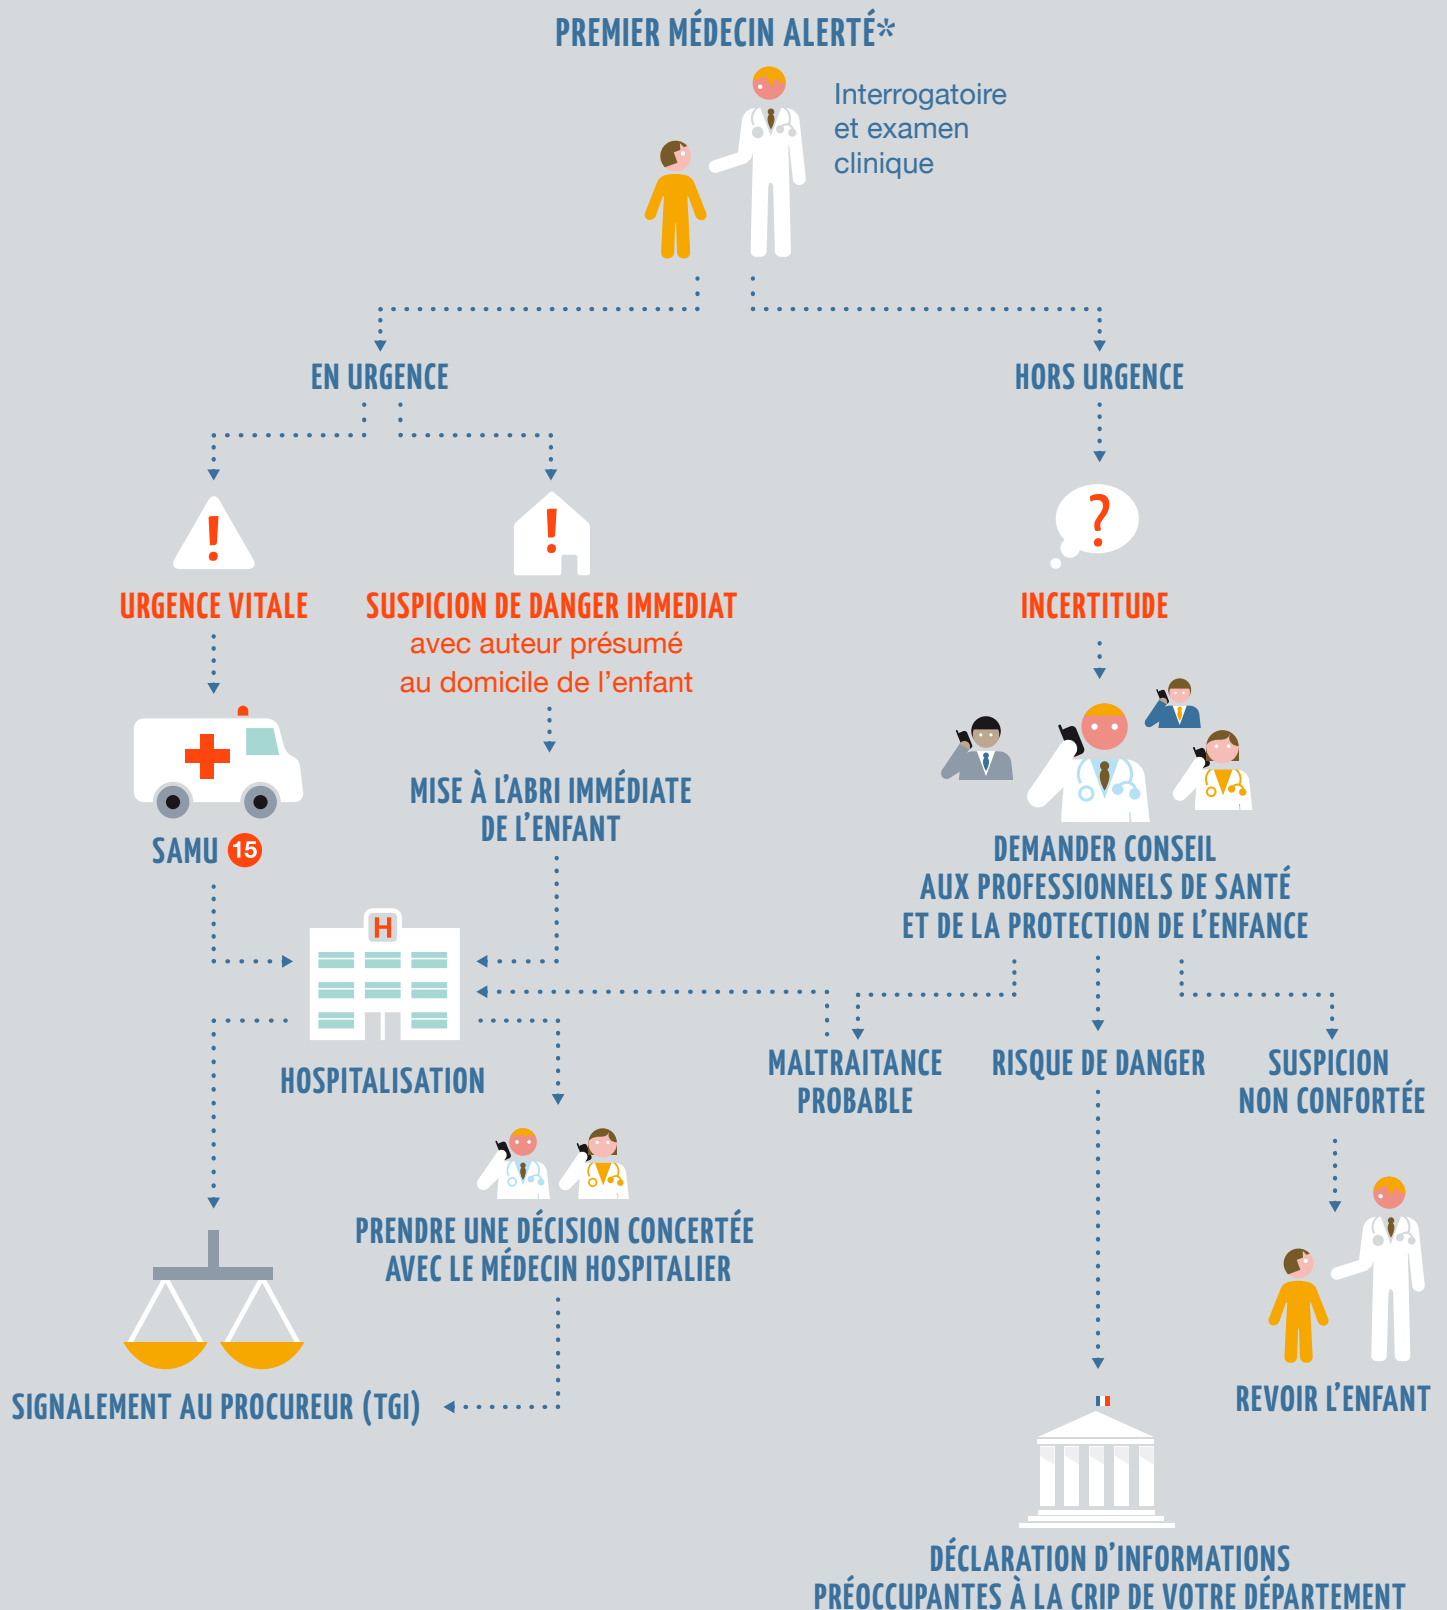 PREMIER MÉDECIN ALERTÉ*
Interrogatoire
et examen
clinique
EN URGENCE
HORS URGENCE
!
!
?
URGENCE VITALE
SUSPICION DE DANGER IMMEDIAT
avec auteur présumé
au domicile de l'enfant
INCERTITUDE
MISE À L'ABRI IMMÉDIATE
DE L'ENFANT
SAMU 15
DEMANDER CONSEIL
AUX PROFESSIONNELS DE SANTÉ
ET DE LA PROTECTION DE L'ENFANCE
H
HOSPITALISATION
MALTRAITANCE
PROBABLE
RISQUE DE DANGER
SUSPICION
NON CONFORTÉE
PRENDRE UNE DÉCISION CONCERTÉE
AVEC LE MÉDECIN HOSPITALIER
SIGNALEMENT AU PROCUREUR (TGI)
REVOIR L'ENFANT
DÉCLARATION D'INFORMATIONS
PRÉOCCUPANTES À LA CRIP DE VOTRE DÉPARTEMENT